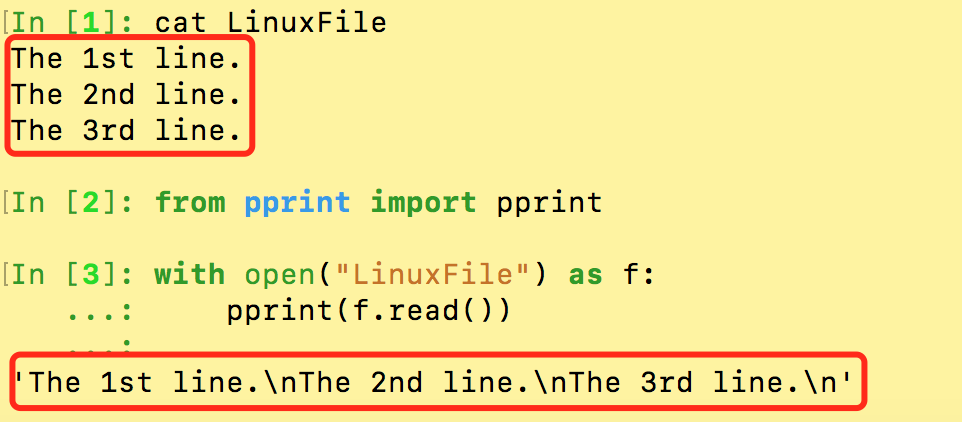 In [1]: cat LinuxFile
The 1st line.
The 2nd line.
The 3rd line.
In [2]: from pprint import pprint
In [3]: with open("LinuxFile") as f:
   ...:     pprint(f.read())
   ...:
'The 1st line.\nThe 2nd line.\nThe 3rd line.\n'